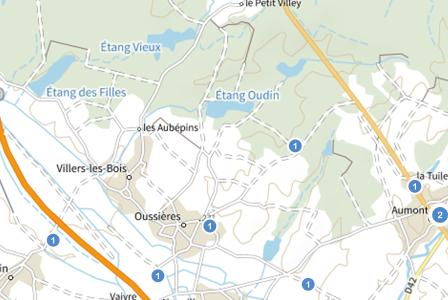 le Petit Villey
Étang Vieux
Étang des Filles
Étang Oudin
les Aubépins
1
Villers-les-Bois
la Tuile
1
Oussières
Aumont
2
1
1
1
1
D42
Vaivre